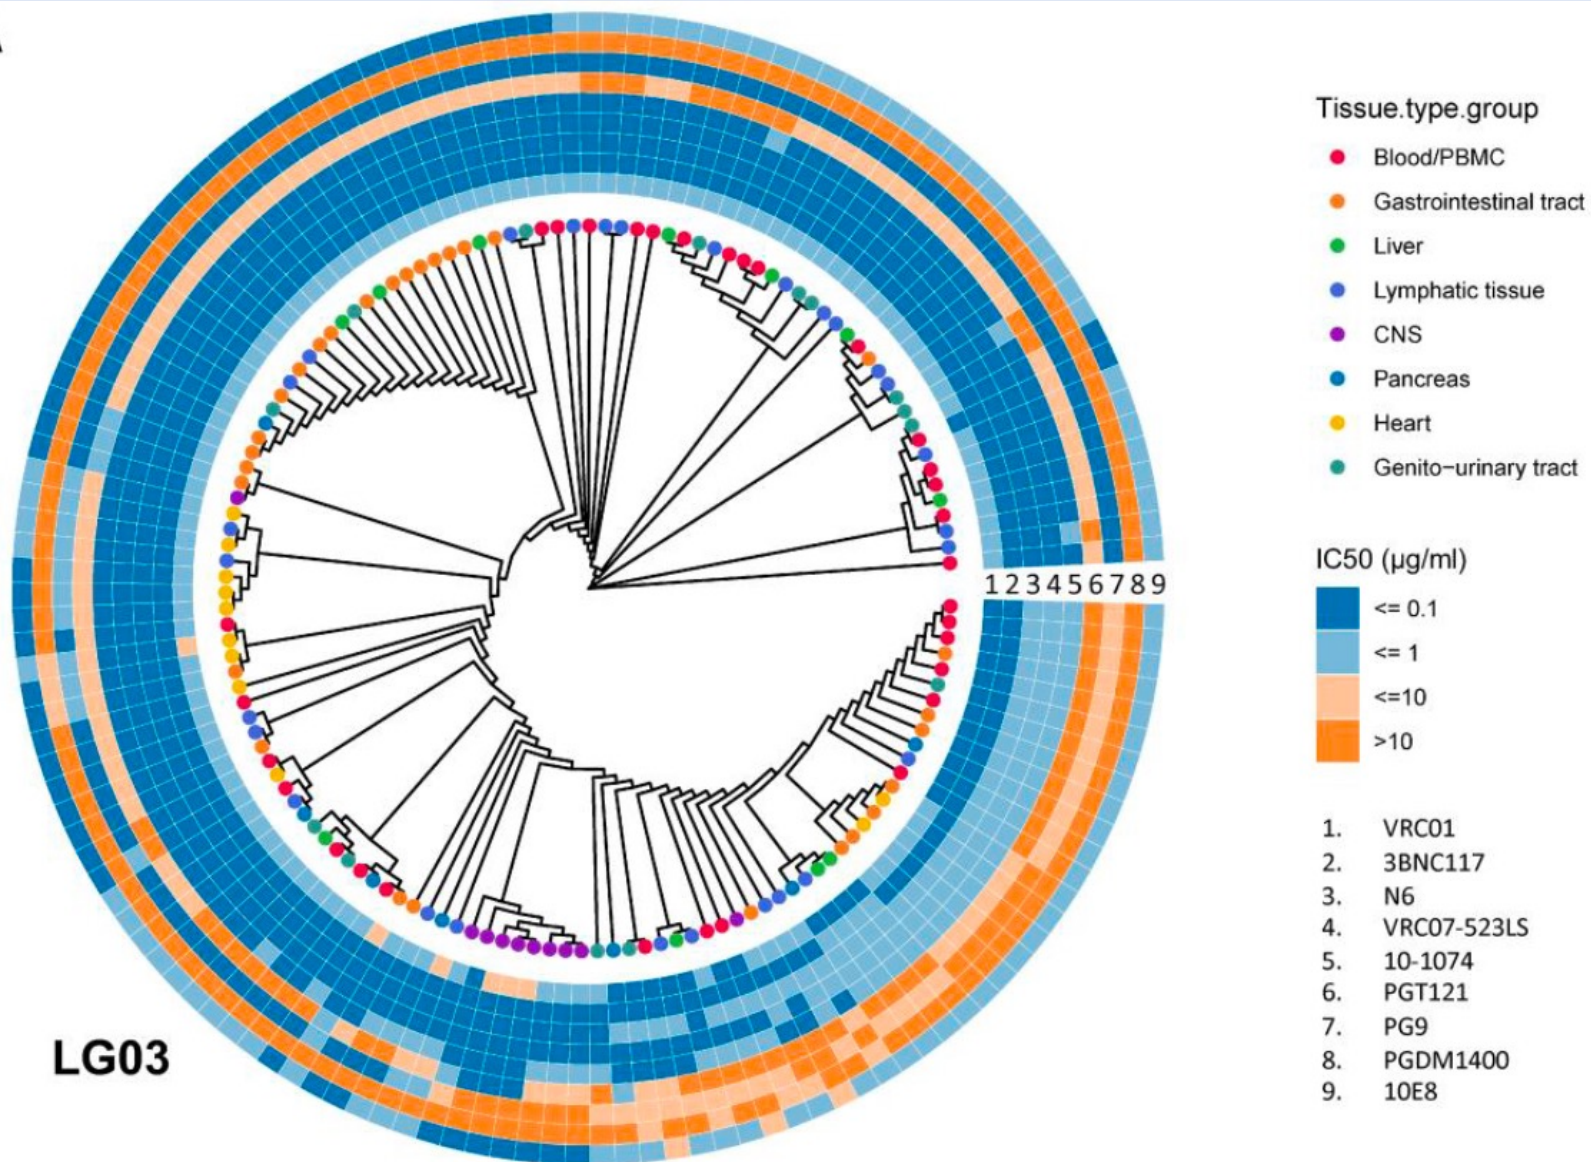 Tissue.type.group
Blood/PBMC
Gastrointestinal tract
Liver
Lymphatic tissue
CNS
Pancreas
Heart
Genito−urinary tract
IC50 (µg/ml)
<= 0.1
<= 1
<=10
>10
1 2 3 4 5 6 7 8 9
1. VRC01
2. 3BNC117
3. N6
4. VRC07-523LS
5. 10-1074
6. PGT121
7. PG9
8. PGDM1400
9. 10E8
LG03